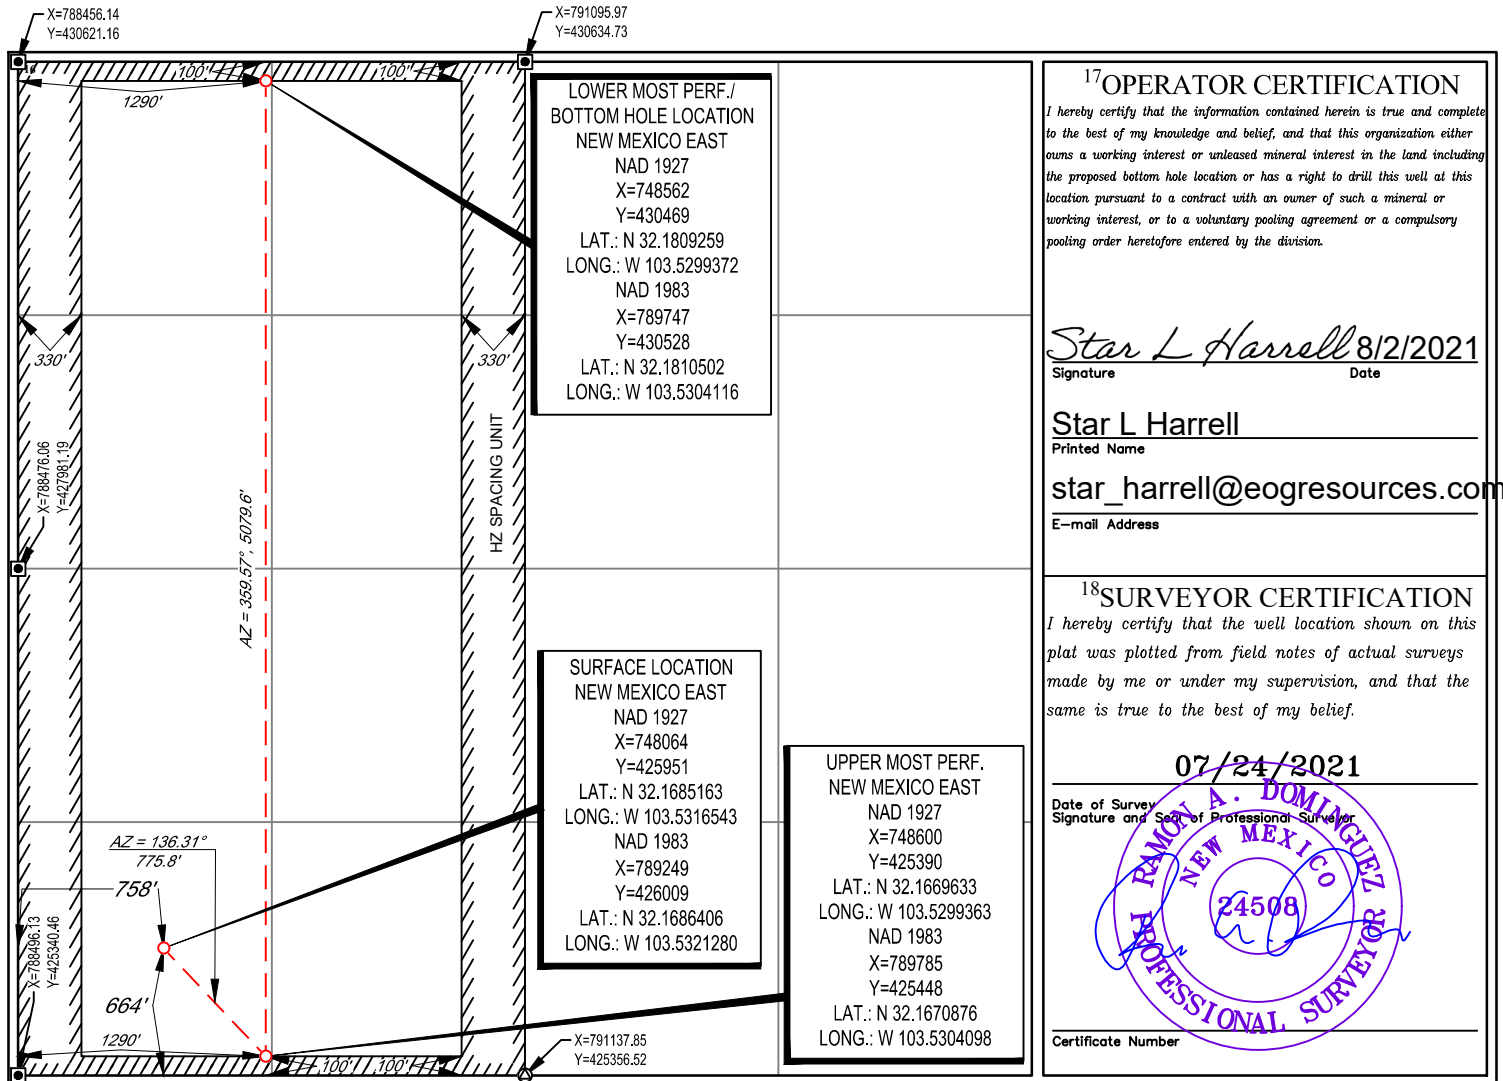 X=788456.14
Y=430621.16
X=791095.97
Y=430634.73
100'
100'
1290'
LOWER MOST PERF./
BOTTOM HOLE LOCATION
NEW MEXICO EAST
NAD 1927
X=748562
Y=430469
LAT.: N 32.1809259
LONG.: W 103.5299372
NAD 1983
X=789747
Y=430528
LAT.: N 32.1810502
LONG.: W 103.5304116
330'
330'
HZ SPACING UNIT
X=788476.06
Y=427981.19
AZ = 359.57°, 5079.6'
SURFACE LOCATION
NEW MEXICO EAST
NAD 1927
X=748064
Y=425951
LAT.: N 32.1685163
LONG.: W 103.5316543
NAD 1983
X=789249
Y=426009
LAT.: N 32.1686406
LONG.: W 103.5321280
UPPER MOST PERF.
NEW MEXICO EAST
NAD 1927
X=748600
Y=425390
LAT.: N 32.1669633
LONG.: W 103.5299363
NAD 1983
X=789785
Y=425448
LAT.: N 32.1670876
LONG.: W 103.5304098
AZ = 136.31°
775.8'
758'
X=788496.13
Y=425340.46
664'
1290'
100'
100'
X=791137.85
Y=425356.52
17 OPERATOR CERTIFICATION
I hereby certify that the information contained herein is true and complete
to the best of my knowledge and belief, and that this organization either
owns a working interest or unleased mineral interest in the land including
the proposed bottom hole location or has a right to drill this well at this
location pursuant to a contract with an owner of such a mineral or
working interest, or to a voluntary pooling agreement or a compulsory
pooling order heretofore entered by the division.
Star L Harrell 8/2/2021
Signature Date
Star L Harrell
Printed Name
star_harrell@eogresources.com
E-mail Address
18 SURVEYOR CERTIFICATION
I hereby certify that the well location shown on this
plat was plotted from field notes of actual surveys
made by me or under my supervision, and that the
same is true to the best of my belief.
07/24/2021
Date of Survey
Signature and Seal of Professional Surveyor
RAMON A. DOMINGUEZ
NEW MEXICO
24508
PROFESSIONAL SURVEYOR
Certificate Number